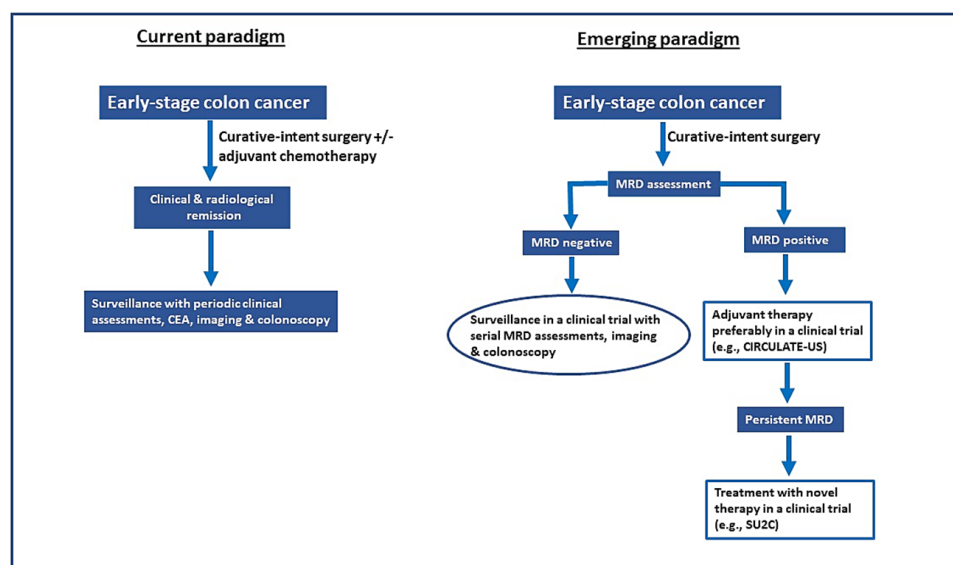 Current paradigm
Early-stage colon cancer
Curative-intent surgery +/-
adjuvant chemotherapy
Clinical & radiological
remission
Surveillance with periodic clinical
assessments, CEA, imaging & colonoscopy
Emerging paradigm
Early-stage colon cancer
Curative-intent surgery
MRD assessment
MRD negative
MRD positive
Surveillance in a clinical trial with
serial MRD assessments, imaging
& colonoscopy
Adjuvant therapy
preferably in a clinical trial
(e.g., CIRCULATE-US)
Persistent MRD
Treatment with novel
therapy in a clinical trial
(e.g., SU2C)